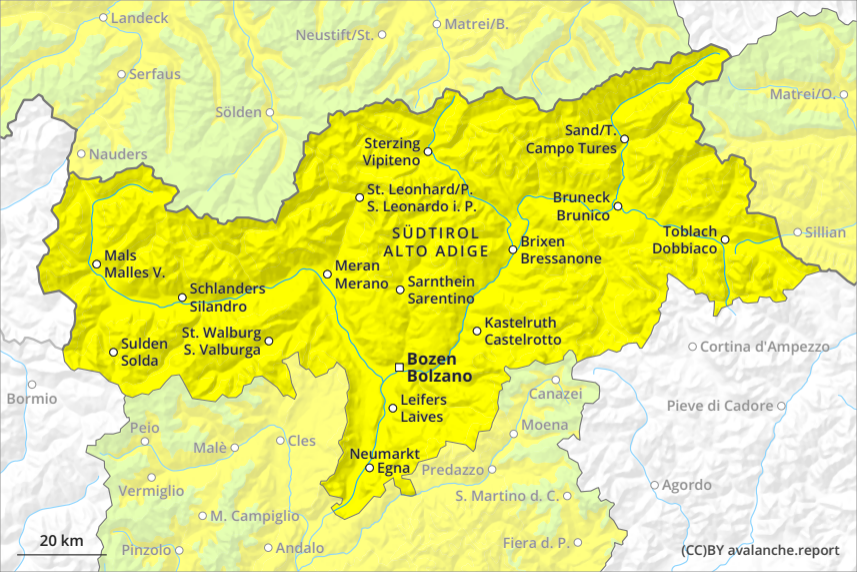 Landeck
Matrei/B.
Neustift/St.
Serfaus
Matrei/O.
Sölden
Sand/T.
Campo Tures
Sterzing
Vipiteno
Nauders
St. Leonhard/P.
S. Leonardo i. P.
Bruneck
Brunico
SÜDTIROL
ALTO ADIGE
Toblach
Dobbiaco
Sillian
Brixen
Bressanone
Mals
Malles V.
Meran
Merano
Sarnthein
Sarentino
Schlanders
Silandro
Kastelruth
Castelrotto
St. Walburg
S. Valburga
Sulden
Solda
Cortina d'Ampezzo
Bozen
Bolzano
Bormio
Canazei
Leifers
Laives
Pieve di Cadore
Peio
Moena
Cles
Malè
Neumarkt
Egna
Predazzo
Vermiglio
Agordo
S. Martino d. C.
M. Campiglio
20 km
Pinzolo
Andalo
Fiera d. P.
(CC)BY avalanche.report